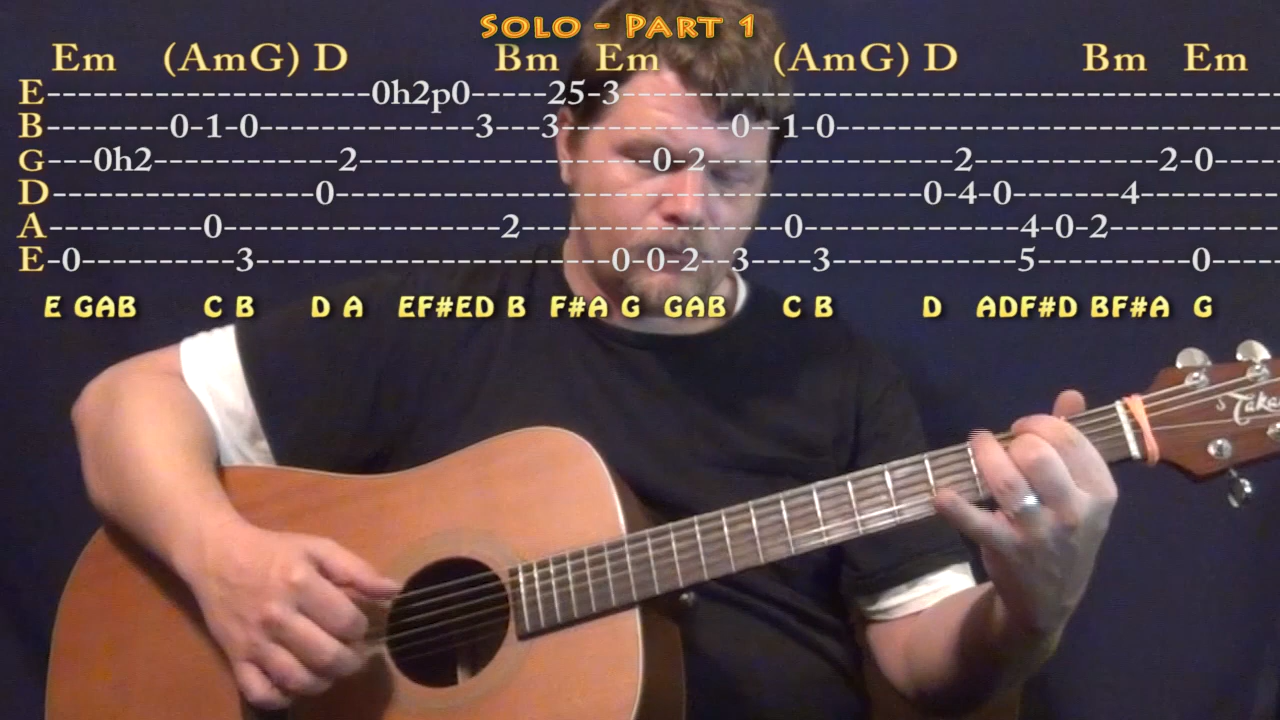 Solo - Part 1
Em (AmG) D Bm Em (AmG) D Bm Em
E-------------------------0h2p0------25-3---------------------------------------------
B---------0-1-0-----------------3---3-------------0--1-0------------------------------
G---0h2--------------2-----------------------0-2-----------------2--------------2-0----
D--------------------0----------------------------------------0-4-0--------4-----------
A-----------0--------------------2------------------0---------------4-0-2--------------
E-0------------3---------------------------0-0-2--3---3-------------5------------0-----
E GAB C B D A EF#ED B F#A G GAB C B D ADF#D BF#A G